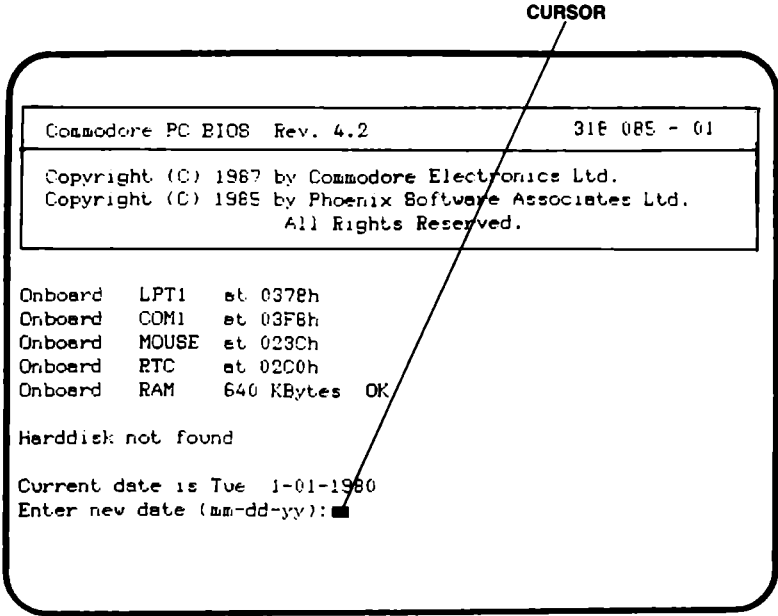 CURSOR
Commodore PC BIOS Rev. 4.2 318 085 - 01
Copyright (C) 1987 by Commodore Electronics Ltd.
Copyright (C) 1985 by Phoenix Software Associates Ltd.
All Rights Reserved.
Onboard LPT1 at 0378h
Onboard COM1 at 03F8h
Onboard MOUSE at 023Ch
Onboard RTC at 02C0h
Onboard RAM 640 KBytes OK
Harddisk not found
Current date is Tue 1-01-1980
Enter new date (mm-dd-yy):